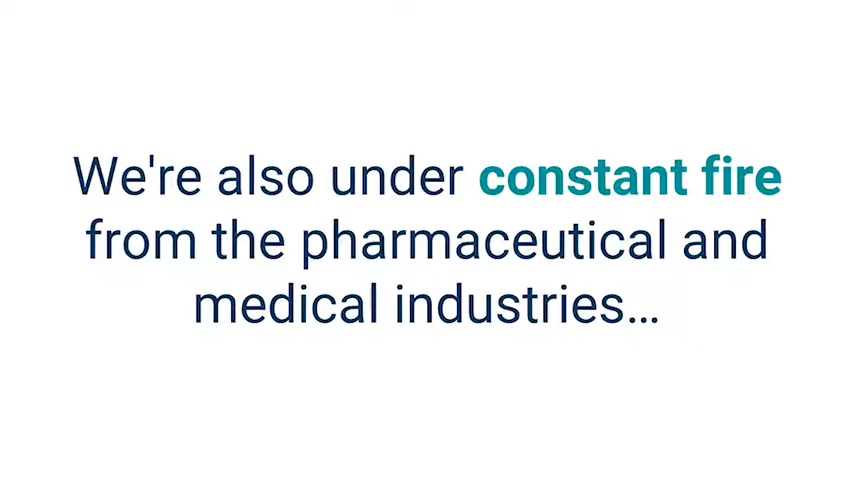 We're also under constant fire
from the pharmaceutical and
medical industries…